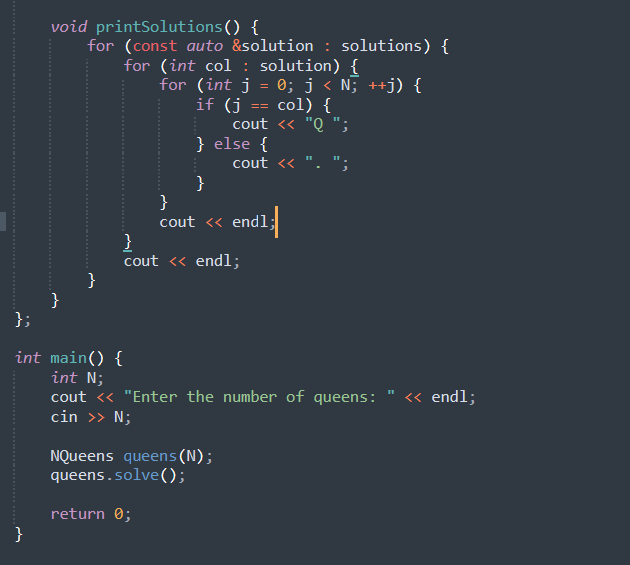 void printSolutions() {
for (const auto &solution : solutions) {
for (int col : solution) {
for (int j = 0; j < N; ++j) {
if (j == col) {
cout << "Q ";
} else {
cout << ". ";
}
}
cout << endl;
}
cout << endl;
}
}
};
int main() {
int N;
cout << "Enter the number of queens: " << endl;
cin >> N;
NQueens queens(N);
queens.solve();
return 0;
}